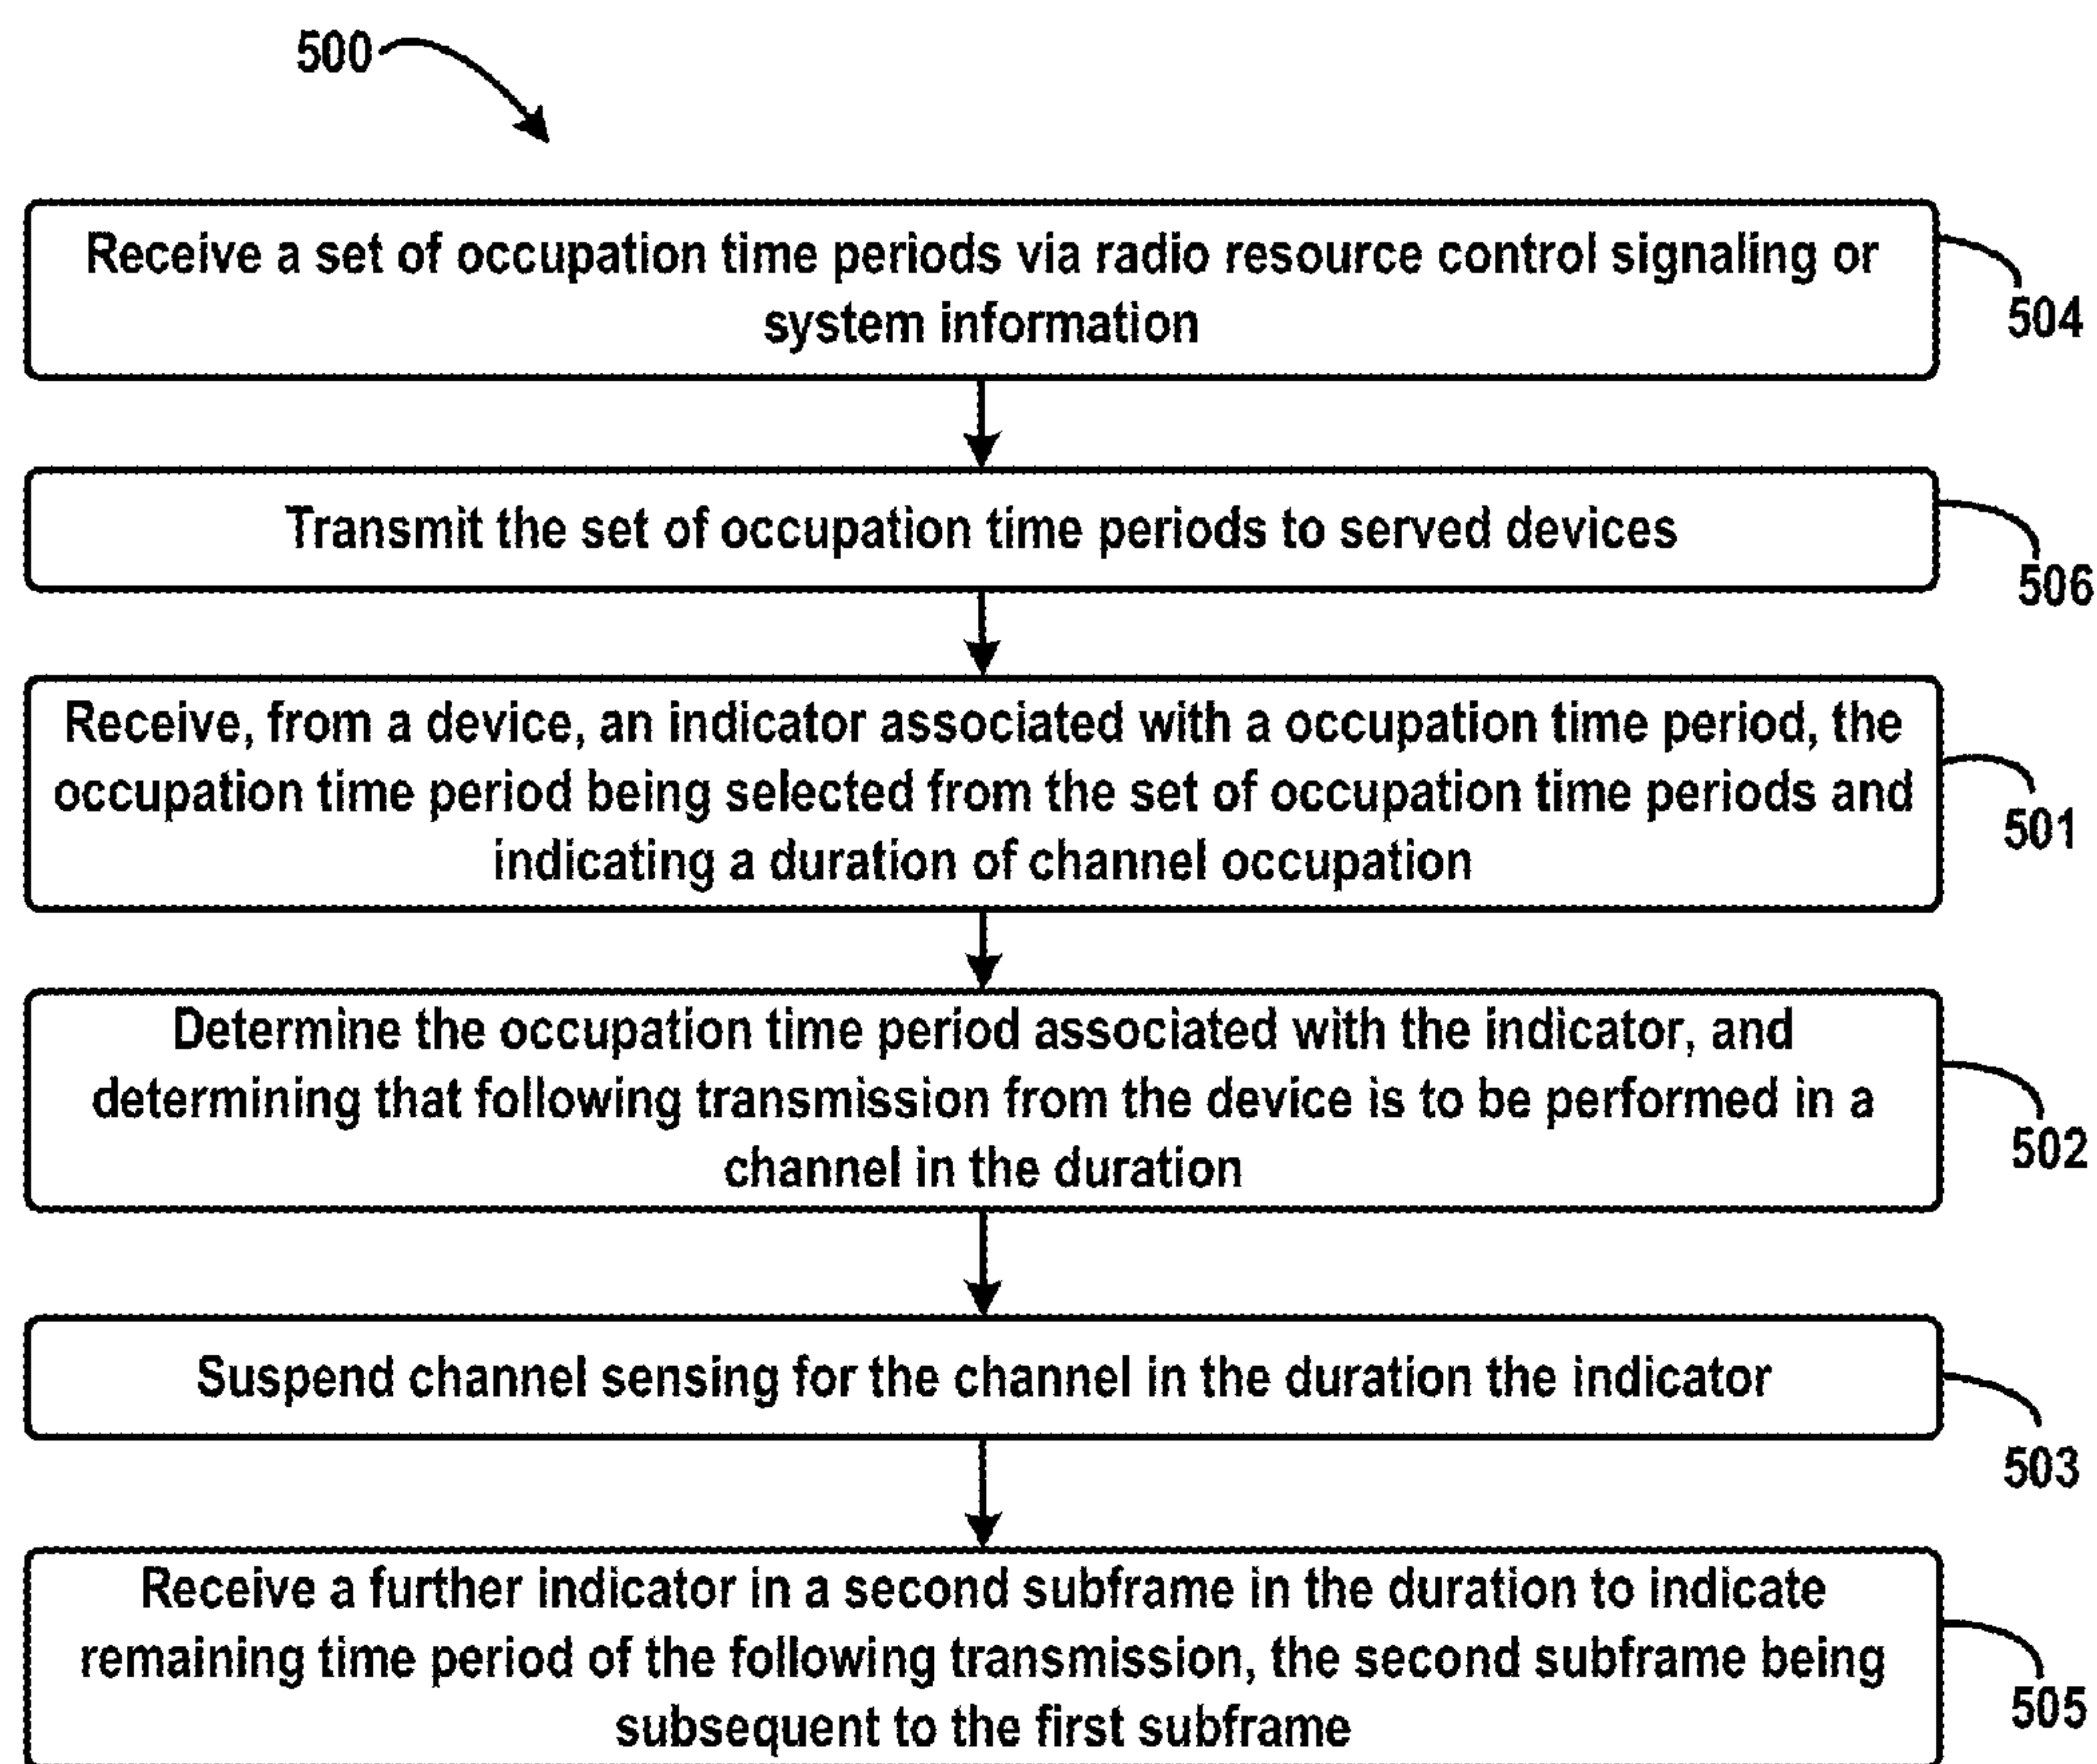 500
Receive a set of occupation time periods via radio resource control signaling or
system information
504
Transmit the set of occupation time periods to served devices
506
Receive, from a device, an indicator associated with a occupation time period, the
occupation time period being selected from the set of occupation time periods and
indicating a duration of channel occupation
501
Determine the occupation time period associated with the indicator, and
determining that following transmission from the device is to be performed in a
channel in the duration
502
Suspend channel sensing for the channel in the duration the indicator
503
Receive a further indicator in a second subframe in the duration to indicate
remaining time period of the following transmission, the second subframe being
subsequent to the first subframe
505